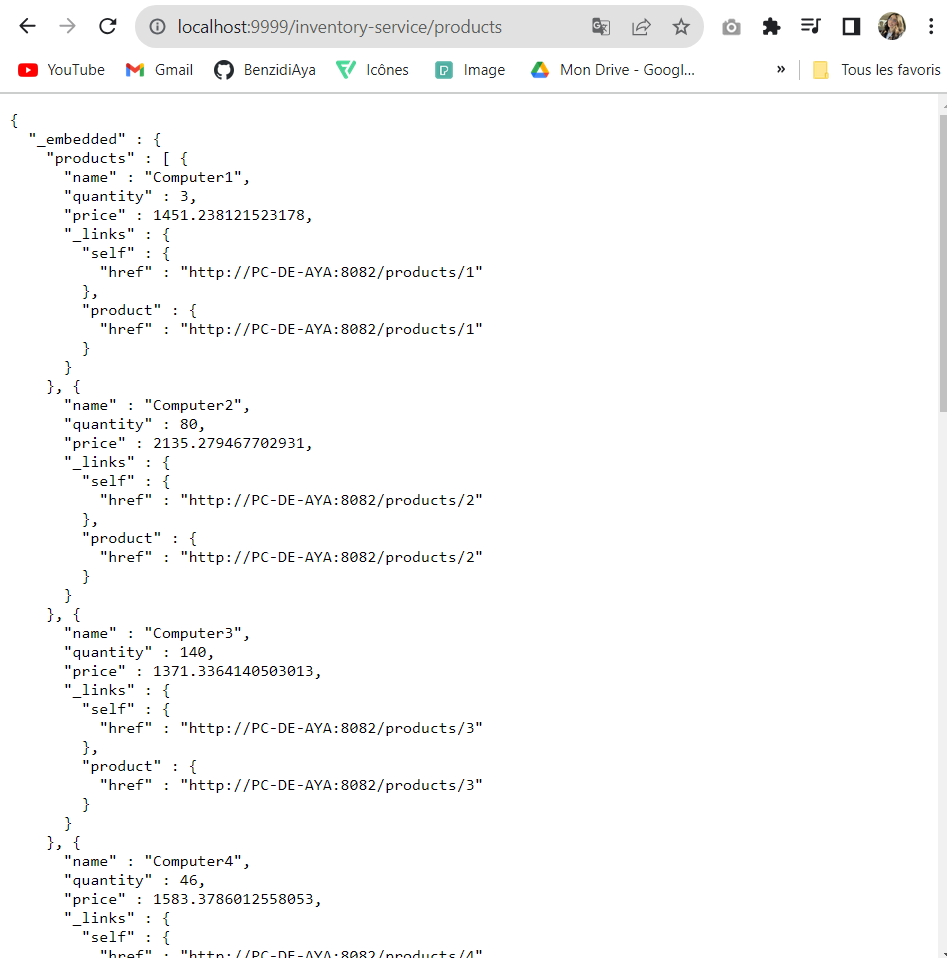 localhost:9999/inventory-service/products
YouTube Gmail BenzidiAya Icônes Image Mon Drive - Googl... » Tous les favoris
{
  "_embedded" : {
    "products" : [ {
      "name" : "Computer1",
      "quantity" : 3,
      "price" : 1451.238121523178,
      "_links" : {
        "self" : {
          "href" : "http://PC-DE-AYA:8082/products/1"
        },
        "product" : {
          "href" : "http://PC-DE-AYA:8082/products/1"
        }
      }
    }, {
      "name" : "Computer2",
      "quantity" : 80,
      "price" : 2135.279467702931,
      "_links" : {
        "self" : {
          "href" : "http://PC-DE-AYA:8082/products/2"
        },
        "product" : {
          "href" : "http://PC-DE-AYA:8082/products/2"
        }
      }
    }, {
      "name" : "Computer3",
      "quantity" : 140,
      "price" : 1371.3364140503013,
      "_links" : {
        "self" : {
          "href" : "http://PC-DE-AYA:8082/products/3"
        },
        "product" : {
          "href" : "http://PC-DE-AYA:8082/products/3"
        }
      }
    }, {
      "name" : "Computer4",
      "quantity" : 46,
      "price" : 1583.3786012558053,
      "_links" : {
        "self" : {
          "href" : "http://PC-DE-AYA:8082/products/4"